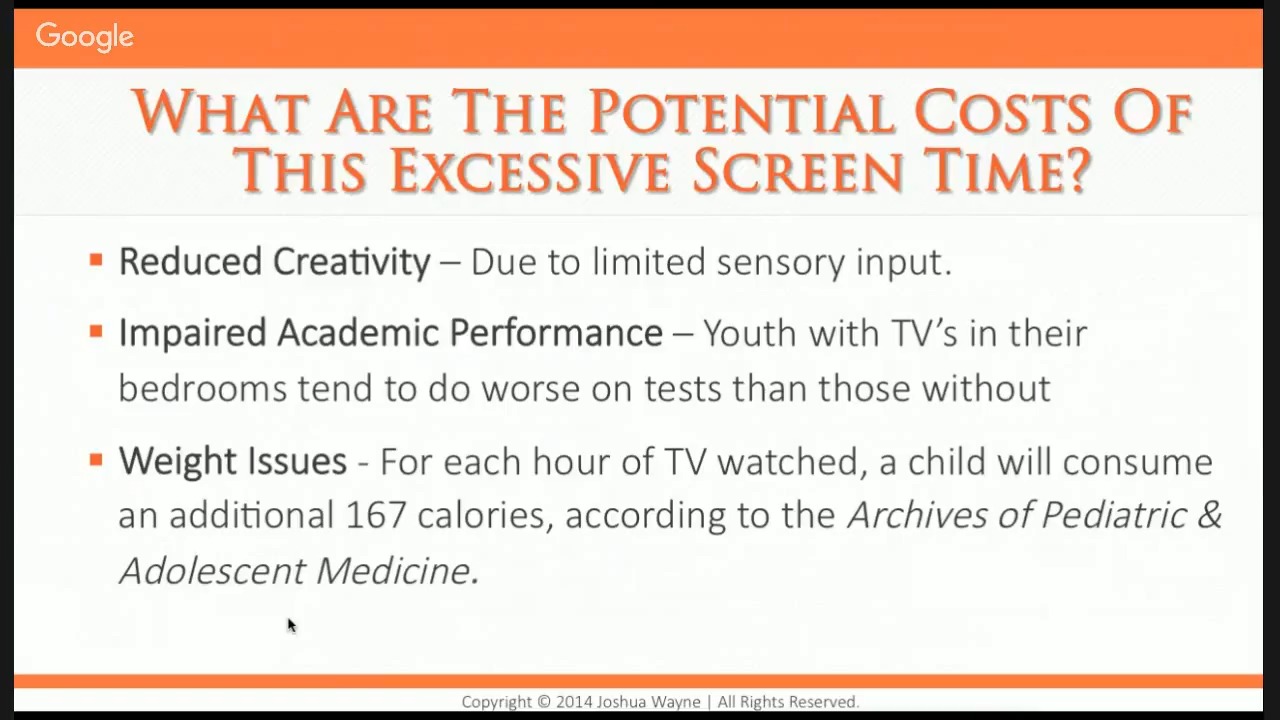 Google
WHAT ARE THE POTENTIAL COSTS OF
THIS EXCESSIVE SCREEN TIME?
Reduced Creativity – Due to limited sensory input.
Impaired Academic Performance – Youth with TV’s in their
bedrooms tend to do worse on tests than those without
Weight Issues - For each hour of TV watched, a child will consume
an additional 167 calories, according to the Archives of Pediatric &
Adolescent Medicine.
Copyright © 2014 Joshua Wayne | All Rights Reserved.